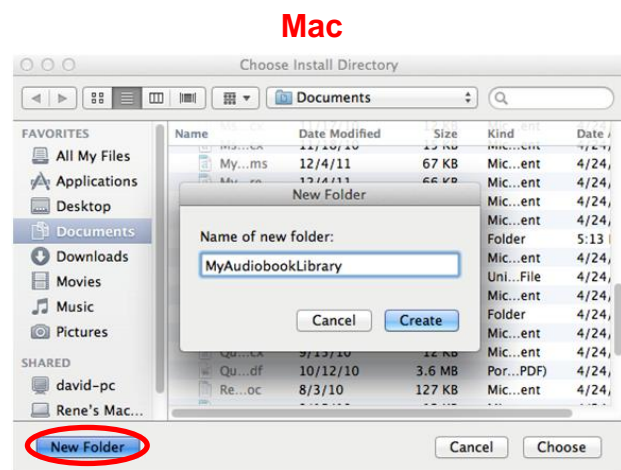 Mac
Choose Install Directory
Documents
FAVORITES Name Date Modified Size Kind Date
All My Files
My...ms 12/4/11 67 KB Mic...ent 4/24,
Applications
12/4/11 66 KB Mic...ent 4/24,
New Folder
Desktop Mic...ent 4/24,
Mic...ent 4/24,
Documents Name of new folder: Folder 5:13
Downloads Mic...ent 4/24,
MyAudiobookLibrary
Movies Uni...File 4/24,
Music Mic...ent 4/24,
Cancel Create
Folder 4/24,
Pictures Mic...ent 4/24,
9/15/10 12 KB Mic...ent 4/24,
SHARED
Qu...df 10/12/10 3.6 MB Por...PDF) 4/24,
david-pc Re...oc 8/3/10 127 KB Mic...ent 4/24,
Rene's Mac...
New Folder Cancel Choose